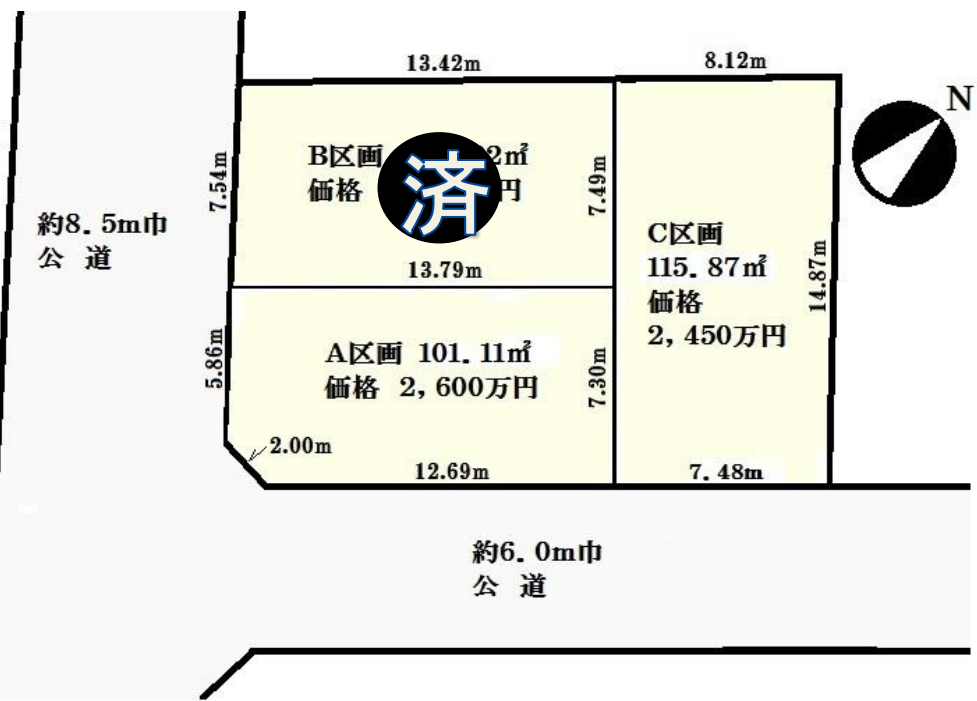 13.42m
8.12m
N
B区画
2㎡
価格
円
済
7.54m
7.49m
約8.5m巾
公 道
13.79m
C区画
115.87㎡
価格
2,450万円
14.87m
5.86m
A区画 101.11㎡
価格 2,600万円
7.30m
2.00m
12.69m
7.48m
約6.0m巾
公 道